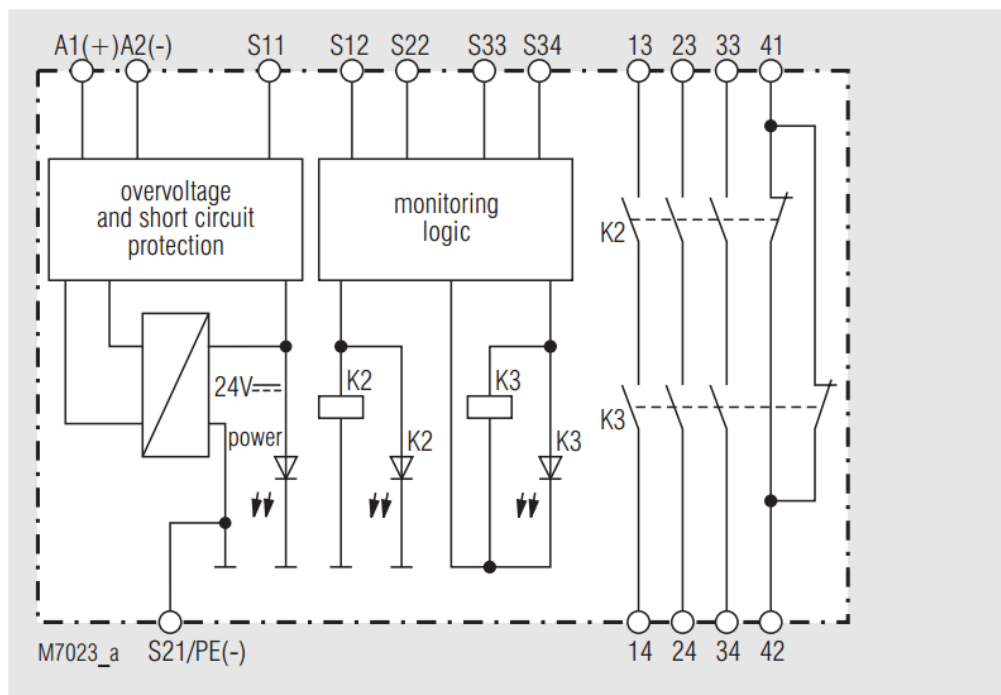 A1(+) A2(-) S11 S12 S22 S33 S34 13 23 33 41
overvoltage
and short circuit
protection
monitoring
logic
K2
24V
K2
K3
power
K2
K3
K3
M7023_a S21/PE(-) 14 24 34 42